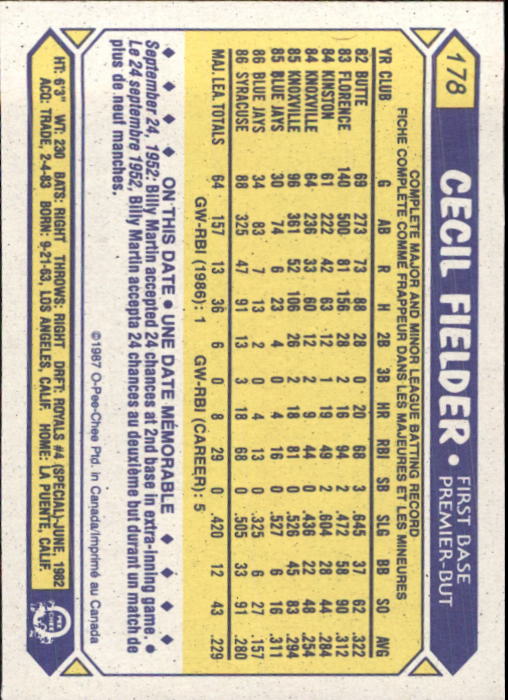 178
CECIL FIELDER • FIRST BASE
PREMIER-BUT
COMPLETE MAJOR AND MINOR LEAGUE BATTING RECORD
FICHE COMPLETE COMME FRAPPEUR DANS LES MAJEURES ET LES MINEURES
YR CLUB G AB R H 2B 3B HR RBI SB SLG BB SO AVG
82 BUTTE 69 273 73 88 28 0 20 68 3 .645 37 62 .322
83 FLORENCE 140 500 81 156 28 2 16 94 2 .472 58 90 .312
84 KINSTON 61 222 42 63 12 1 19 49 2 .604 28 44 .284
84 KNOXVILLE 64 236 33 60 12 2 9 44 0 .436 22 48 .254
85 KNOXVILLE 96 361 52 106 26 2 18 81 0 .526 45 83 .294
85 BLUE JAYS 30 74 6 23 4 0 4 16 0 .527 6 16 .311
86 BLUE JAYS 34 83 7 13 2 0 4 13 0 .325 6 27 .157
86 SYRACUSE 88 325 47 91 13 3 18 68 0 .505 33 91 .280
MAJ. LEA. TOTALS 64 157 13 36 6 0 8 29 0 .420 12 43 .229
GW-RBI (1986): 1 GW-RBI (CAREER): 5
ON THIS DATE • UNE DATE MÉMORABLE
September 24, 1952: Billy Martin accepted 24 chances at 2nd base in extra-inning game. •
Le 24 septembre 1952, Billy Martin accepta 24 chances au deuxième but durant un match de
plus de neuf manches.
©1987 O-Pee-Chee Ptd. in Canada/Imprimé au Canada
HT: 6'3" WT: 230 BATS: RIGHT THROWS: RIGHT DRFT: ROYALS #4 (SPECIAL)-JUNE, 1982
ACQ: TRADE, 2-4-83 BORN: 9-21-63, LOS ANGELES, CALIF. HOME: LA PUENTE, CALIF.
O PEE CHEE